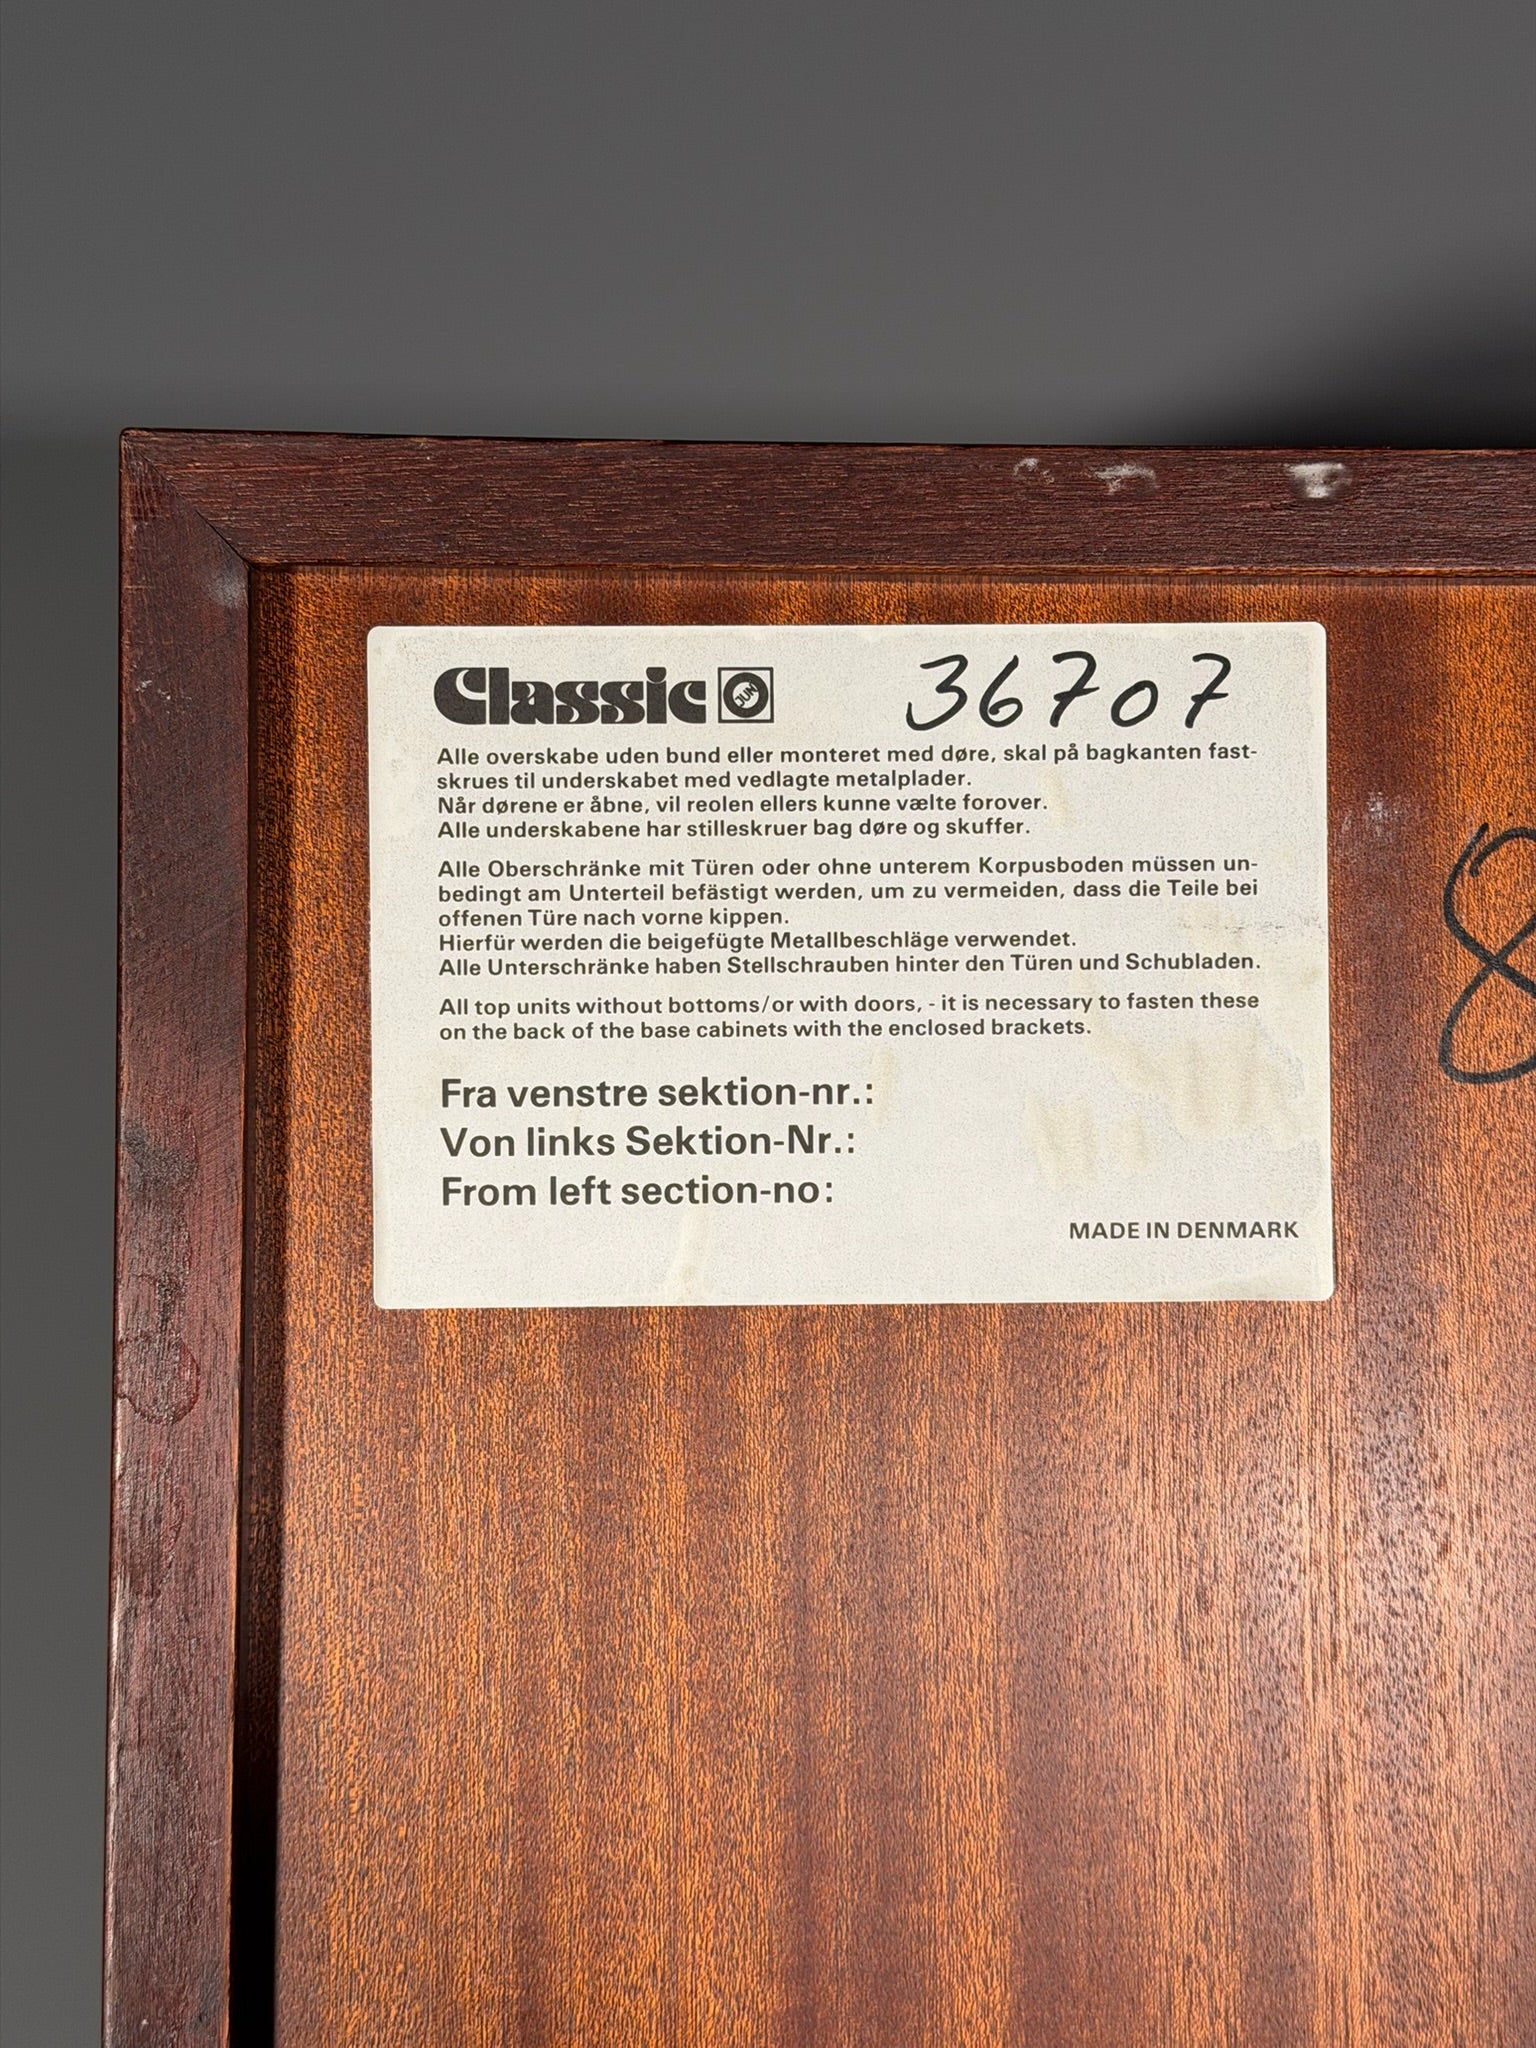 Classic JUN 36707
Alle overskabe uden bund eller monteret med døre, skal på bagkanten fast-
skrues til underskabet med vedlagte metalplader.
Når dørene er åbne, vil reolen ellers kunne vælte forover.
Alle underskabene har stilleskruer bag døre og skuffer.
Alle Oberschränke mit Türen oder ohne unterem Korpusboden müssen un-
bedingt am Unterteil befästigt werden, um zu vermeiden, dass die Teile bei
offenen Türe nach vorne kippen.
Hierfür werden die beigefügte Metallbeschläge verwendet.
Alle Unterschränke haben Stellschrauben hinter den Türen und Schubladen.
All top units without bottoms/or with doors, - it is necessary to fasten these
on the back of the base cabinets with the enclosed brackets.
Fra venstre sektion-nr.:
Von links Sektion-Nr.:
From left section-no:
MADE IN DENMARK
8